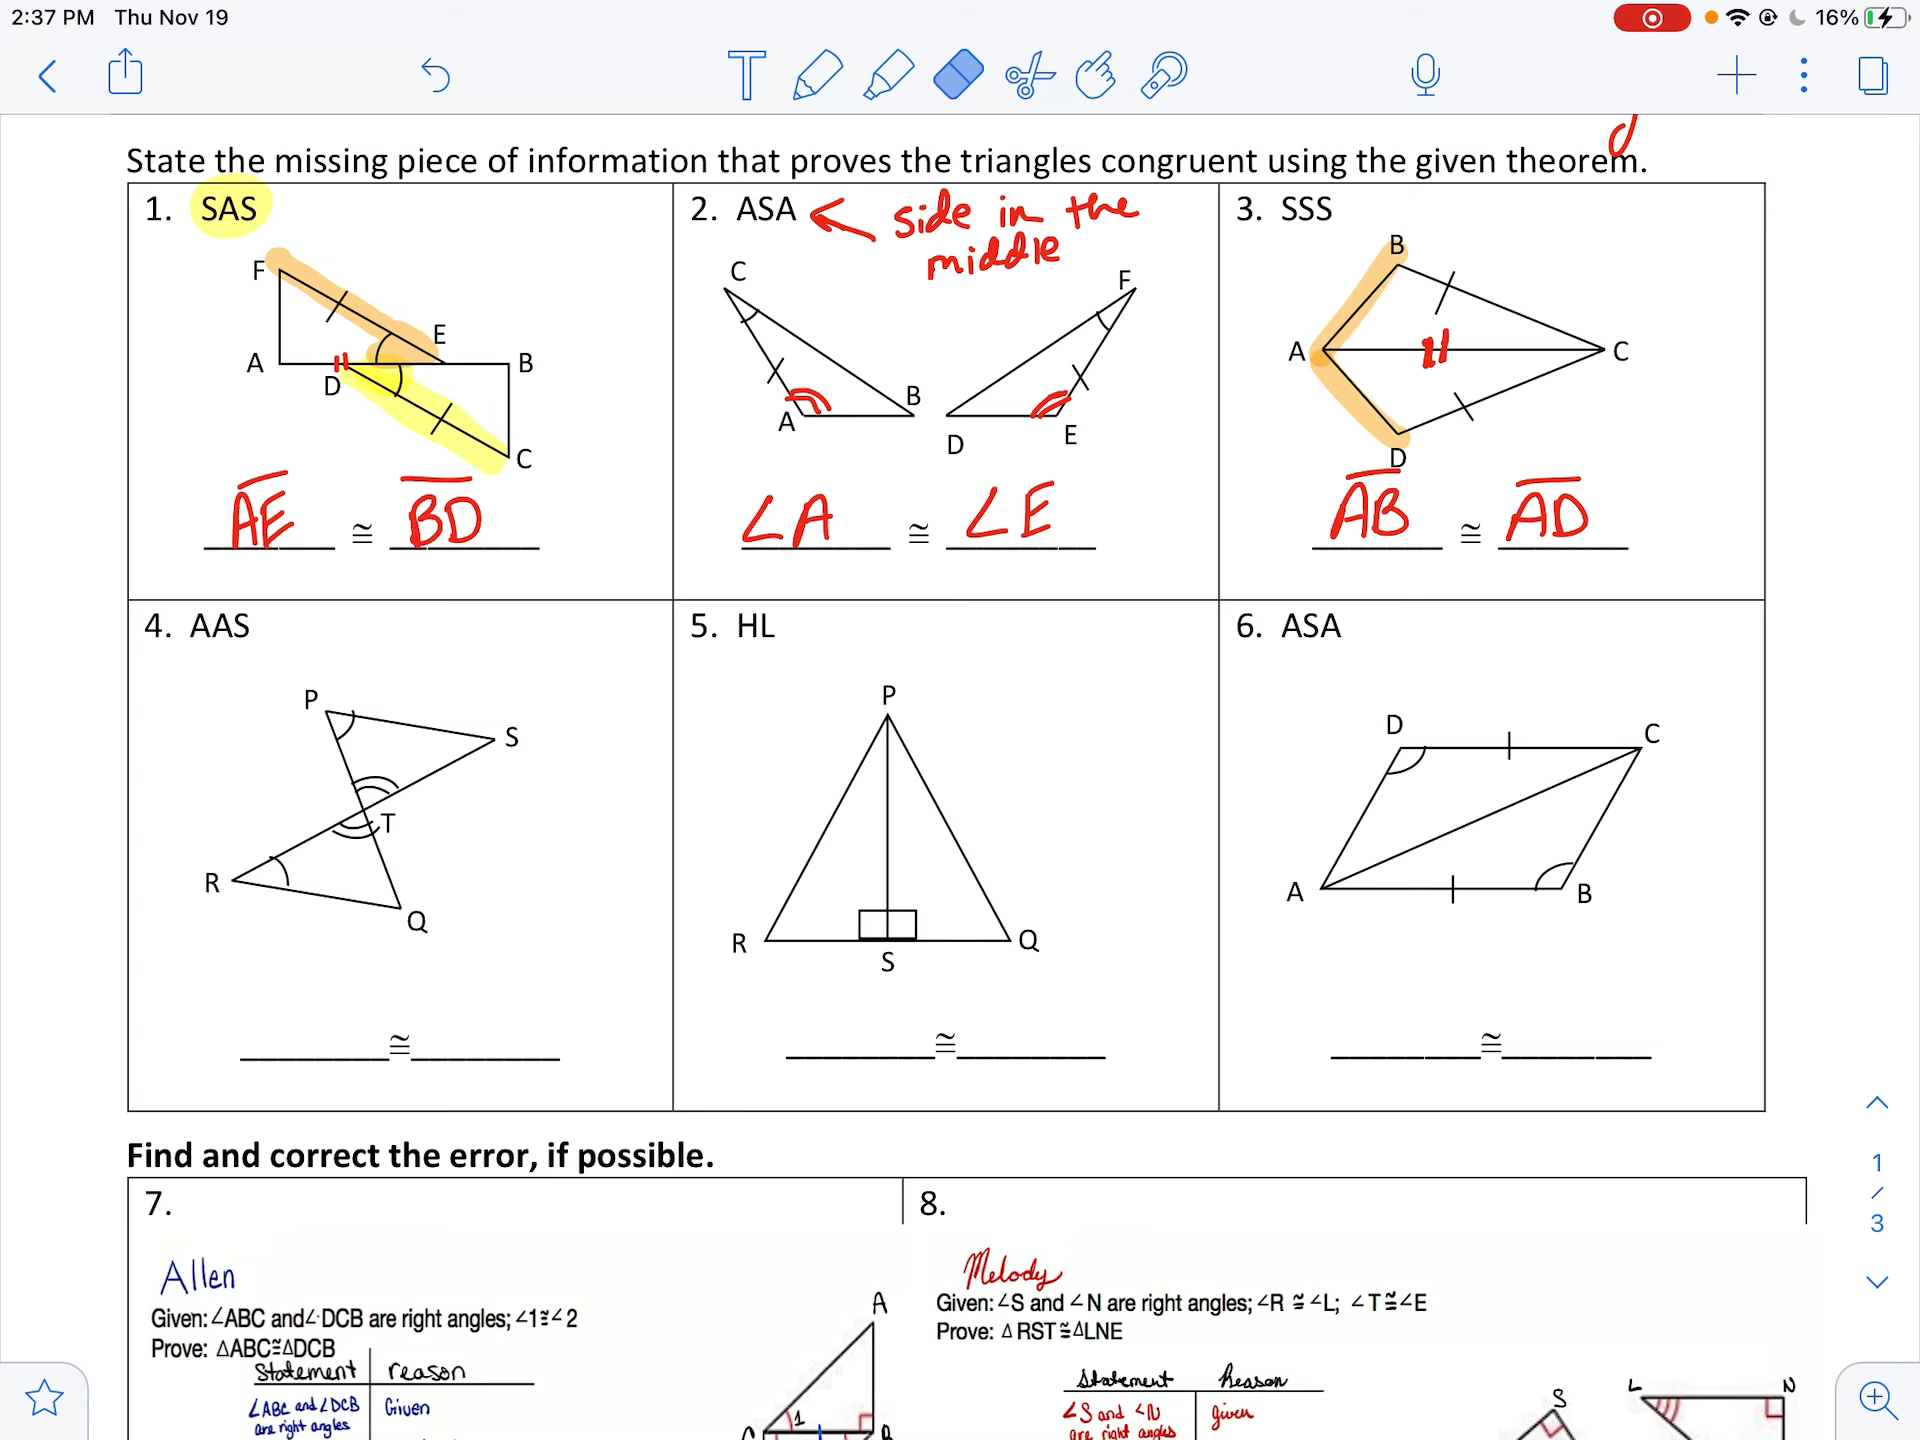 2:37 PM Thu Nov 19
16%
State the missing piece of information that proves the triangles congruent using the given theorem.
1. SAS
F
E
A
B
D
C
AE ≅ BD
2. ASA ← side in the
middle
C
F
B
A
D
E
∠A ≅ ∠E
3. SSS
B
A
C
D
AB ≅ AD
4. AAS
P
S
T
R
Q
≅
5. HL
P
R
Q
S
≅
6. ASA
D
C
A
B
≅
1
/
3
Find and correct the error, if possible.
7.
Allen
Given: ∠ABC and ∠DCB are right angles; ∠1≅∠2
Prove: △ABC≅△DCB
Statement reason
∠ABC and ∠DCB Given
are right angles
A
1
B
8.
Melody
Given: ∠S and ∠N are right angles; ∠R ≅ ∠L; ∠T≅∠E
Prove: △RST≅△LNE
Statement Reason
∠S and ∠N given
are right angles
S
L
N